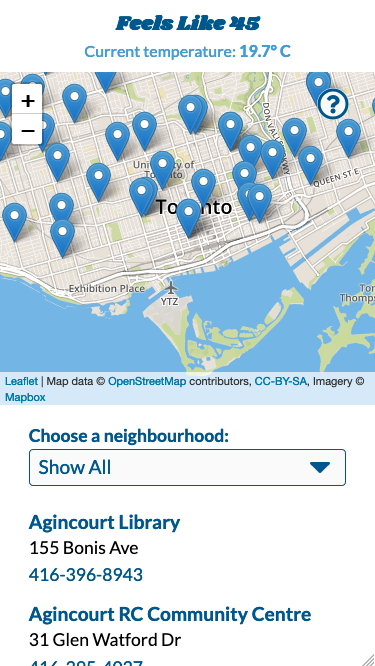 Feels Like 45
Current temperature: 19.7° C
+
−
?
DON VALLEY PKWY
University of
Toronto
QUEEN ST E
Toronto
Exhibition Place
YTZ
Leaflet | Map data © OpenStreetMap contributors, CC-BY-SA, Imagery ©
Mapbox
Choose a neighbourhood:
Show All
Agincourt Library
155 Bonis Ave
416-396-8943
Agincourt RC Community Centre
31 Glen Watford Dr